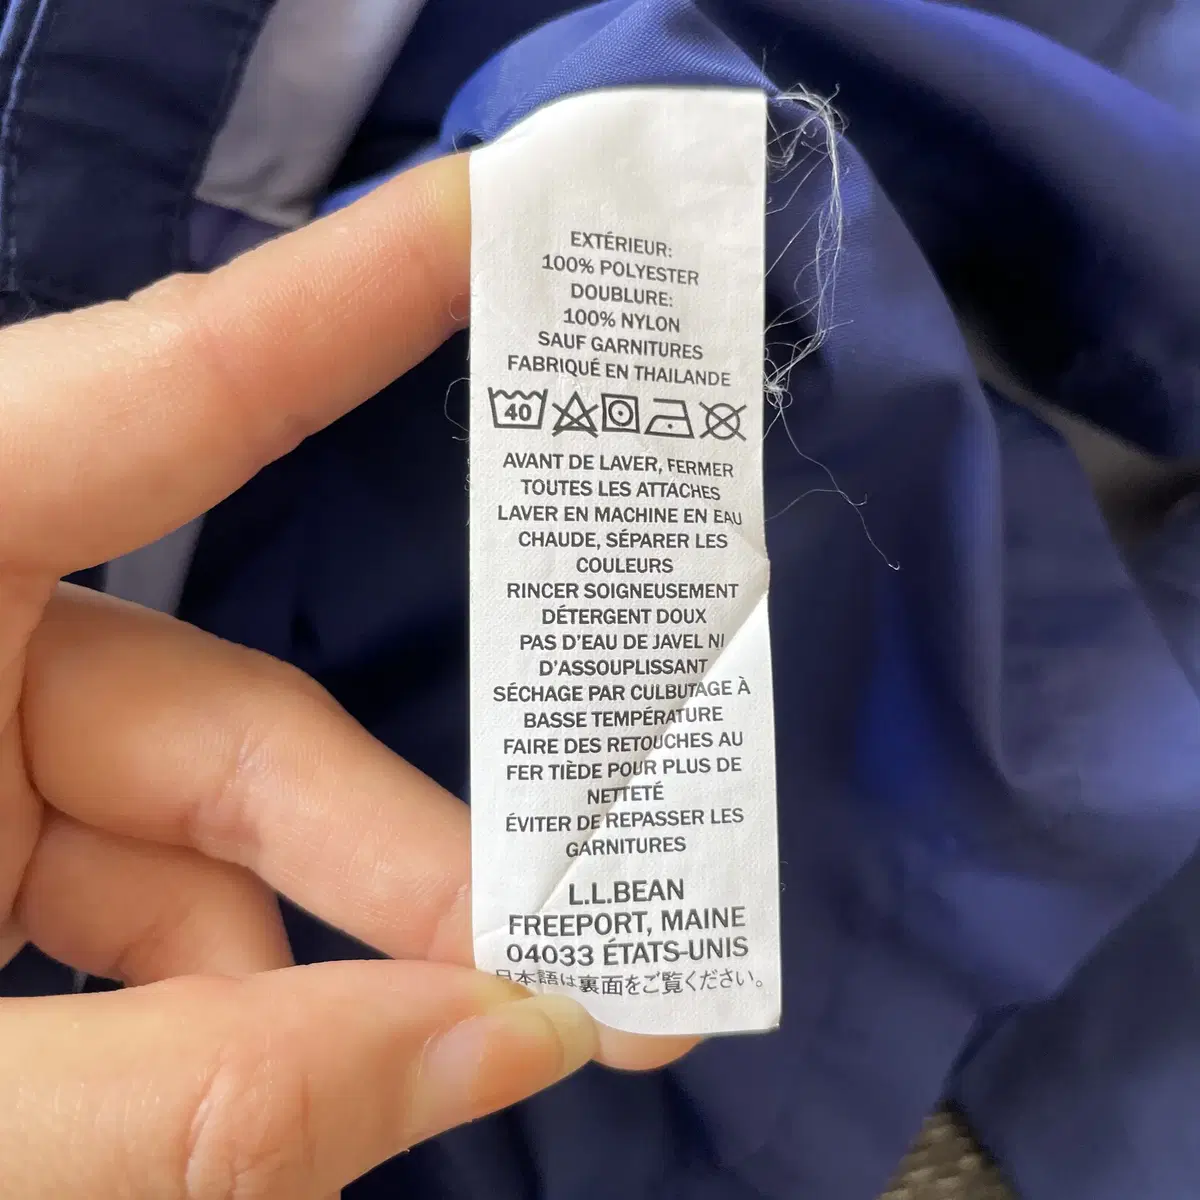 EXTÉRIEUR:
100% POLYESTER
DOUBLURE:
100% NYLON
SAUF GARNITURES
FABRIQUÉ EN THAILANDE
40
AVANT DE LAVER, FERMER
TOUTES LES ATTACHES
LAVER EN MACHINE EN EAU
CHAUDE, SÉPARER LES
COULEURS
RINCER SOIGNEUSEMENT
DÉTERGENT DOUX
PAS D'EAU DE JAVEL NI
D'ASSOUPLISSANT
SÉCHAGE PAR CULBUTAGE À
BASSE TEMPÉRATURE
FAIRE DES RETOUCHES AU
FER TIÈDE POUR PLUS DE
NETTETÉ
ÉVITER DE REPASSER LES
GARNITURES
L.L.BEAN
FREEPORT, MAINE
04033 ÉTATS-UNIS
日本語は裏面をご覧ください。